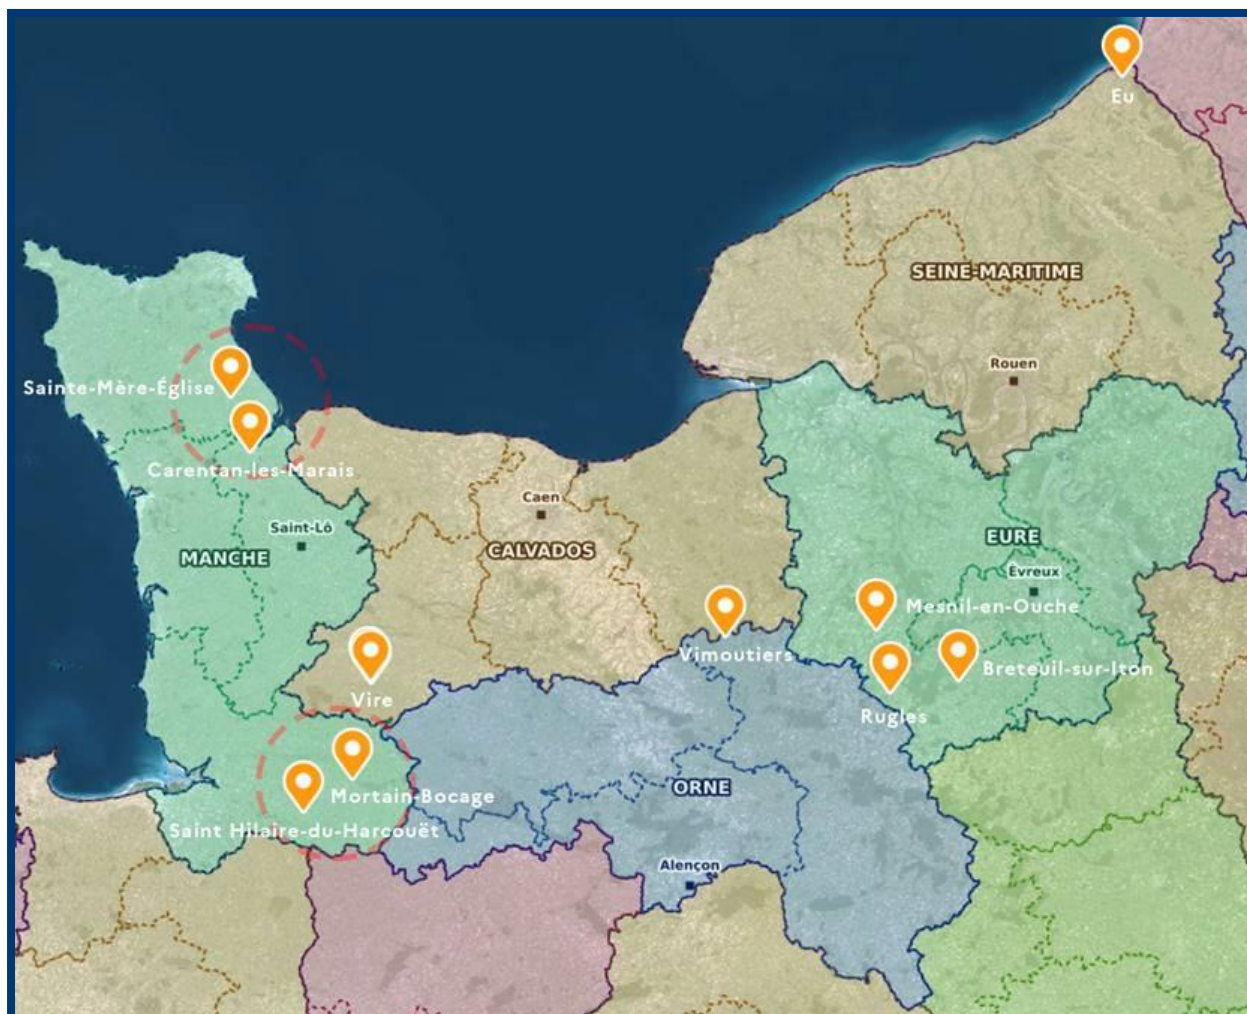 Eu
SEINE-MARITIME
Rouen
Sainte-Mère-Église
Carentan-les-Marais
Caen
Saint-Lô
MANCHE
CALVADOS
EURE
Évreux
Mesnil-en-Ouche
Vimoutiers
Breteuil-sur-Iton
Vire
Rugles
ORNE
Mortain-Bocage
Saint Hilaire-du-Harcouët
Alençon